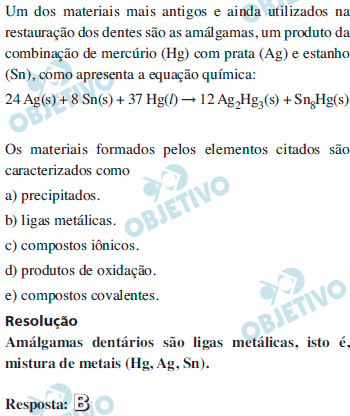 Um dos materiais mais antigos e ainda utilizados na
restauração dos dentes são as amálgamas, um produto da
combinação de mercúrio (Hg) com prata (Ag) e estanho
(Sn), como apresenta a equação química:
24 Ag(s) + 8 Sn(s) + 37 Hg(l) → 12 Ag₂Hg₃(s) + Sn₈Hg(s)
Os materiais formados pelos elementos citados são
caracterizados como
a) precipitados.
b) ligas metálicas.
c) compostos iônicos.
d) produtos de oxidação.
e) compostos covalentes.
Resolução
Amálgamas dentários são ligas metálicas, isto é,
mistura de metais (Hg, Ag, Sn).
Resposta: B
OBJETIVO
OBJETIVO
OBJETIVO
OBJETIVO